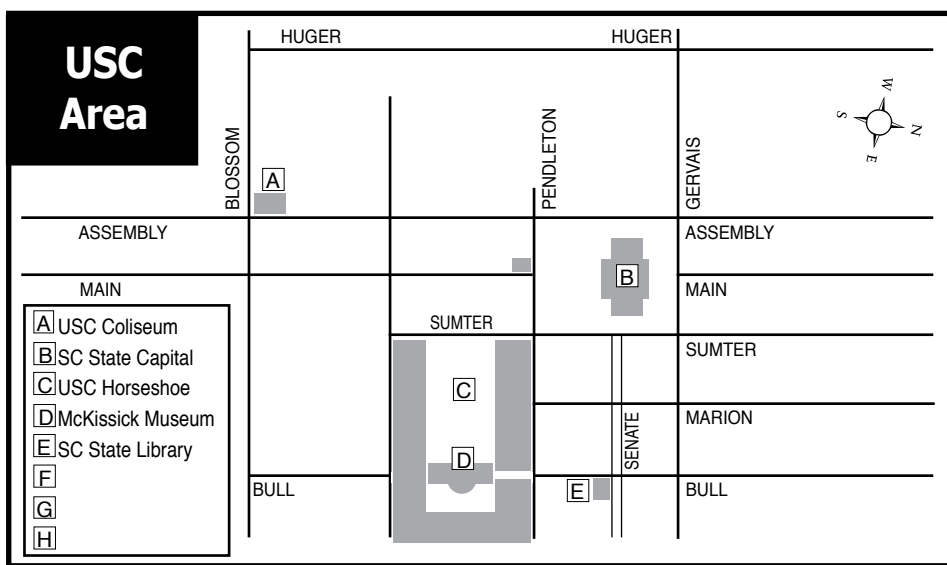 USC
Area
HUGER
HUGER
W
N
S
E
BLOSSOM
PENDLETON
GERVAIS
A
ASSEMBLY
ASSEMBLY
B
MAIN
MAIN
SUMTER
SUMTER
C
MARION
SENATE
D
BULL
E
BULL
A USC Coliseum
B SC State Capital
C USC Horseshoe
D McKissick Museum
E SC State Library
F
G
H